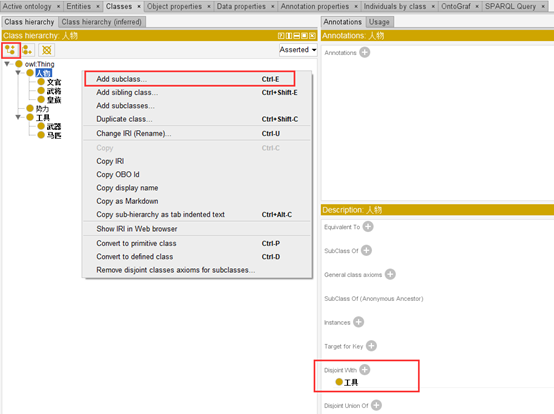 Active ontology × Entities × Classes × Object properties × Data properties × Annotation properties × Individuals by class × OntoGraf × SPARQL Query ×
Class hierarchy Class hierarchy (inferred)
Class hierarchy: 人物
Asserted
owl:Thing
人物
文官
武将
皇裔
势力
工具
武器
马匹
Add subclass... Ctrl-E
Add sibling class... Ctrl+Shift-E
Add subclasses...
Duplicate class... Ctrl+Shift-C
Change IRI (Rename)... Ctrl-U
Copy Ctrl-C
Copy IRI
Copy OBO Id
Copy display name
Copy as Markdown
Copy sub-hierarchy as tab indented text Ctrl+Alt-C
Show IRI in Web browser
Convert to primitive class Ctrl-P
Convert to defined class Ctrl-D
Remove disjoint classes axioms for subclasses...
Annotations Usage
Annotations: 人物
Annotations
Description: 人物
Equivalent To
SubClass Of
General class axioms
SubClass Of (Anonymous Ancestor)
Instances
Target for Key
Disjoint With
工具
Disjoint Union Of